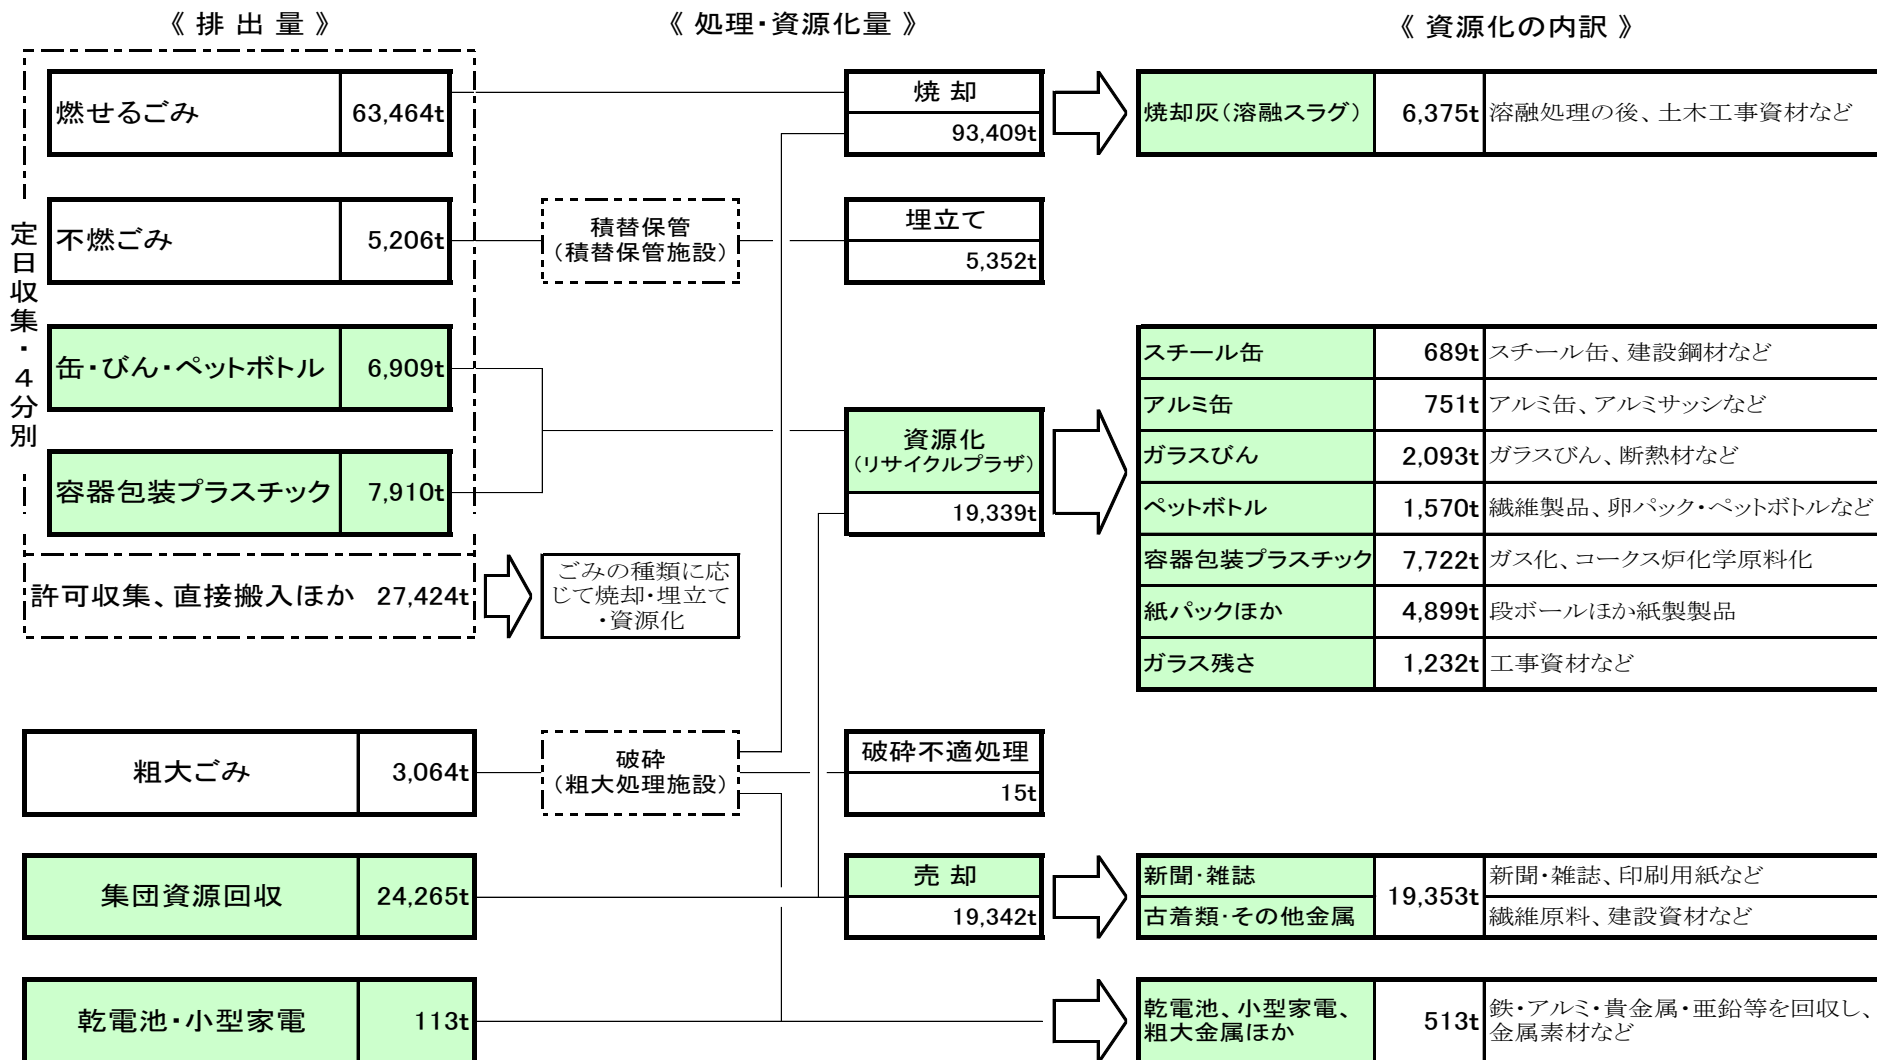 《 排 出 量 》
《 処理・資源化量 》
《 資源化の内訳 》
定日収集・4分別
燃せるごみ 63,464t
焼 却
93,409t
焼却灰(溶融スラグ) 6,375t 溶融処理の後、土木工事資材など
不燃ごみ 5,206t
積替保管
(積替保管施設)
埋立て
5,352t
缶・びん・ペットボトル 6,909t
容器包装プラスチック 7,910t
資源化
(リサイクルプラザ)
19,339t
スチール缶 689t スチール缶、建設鋼材など
アルミ缶 751t アルミ缶、アルミサッシなど
ガラスびん 2,093t ガラスびん、断熱材など
ペットボトル 1,570t 繊維製品、卵パック・ペットボトルなど
容器包装プラスチック 7,722t ガス化、コークス炉化学原料化
紙パックほか 4,899t 段ボールほか紙製製品
ガラス残さ 1,232t 工事資材など
許可収集、直接搬入ほか 27,424t
ごみの種類に応
じて焼却・埋立て
・資源化
粗大ごみ 3,064t
破砕
(粗大処理施設)
破砕不適処理
15t
集団資源回収 24,265t
売 却
19,342t
新聞・雑誌 19,353t 新聞・雑誌、印刷用紙など
古着類・その他金属 繊維原料、建設資材など
乾電池・小型家電 113t
乾電池、小型家電、
粗大金属ほか
513t
鉄・アルミ・貴金属・亜鉛等を回収し、
金属素材など